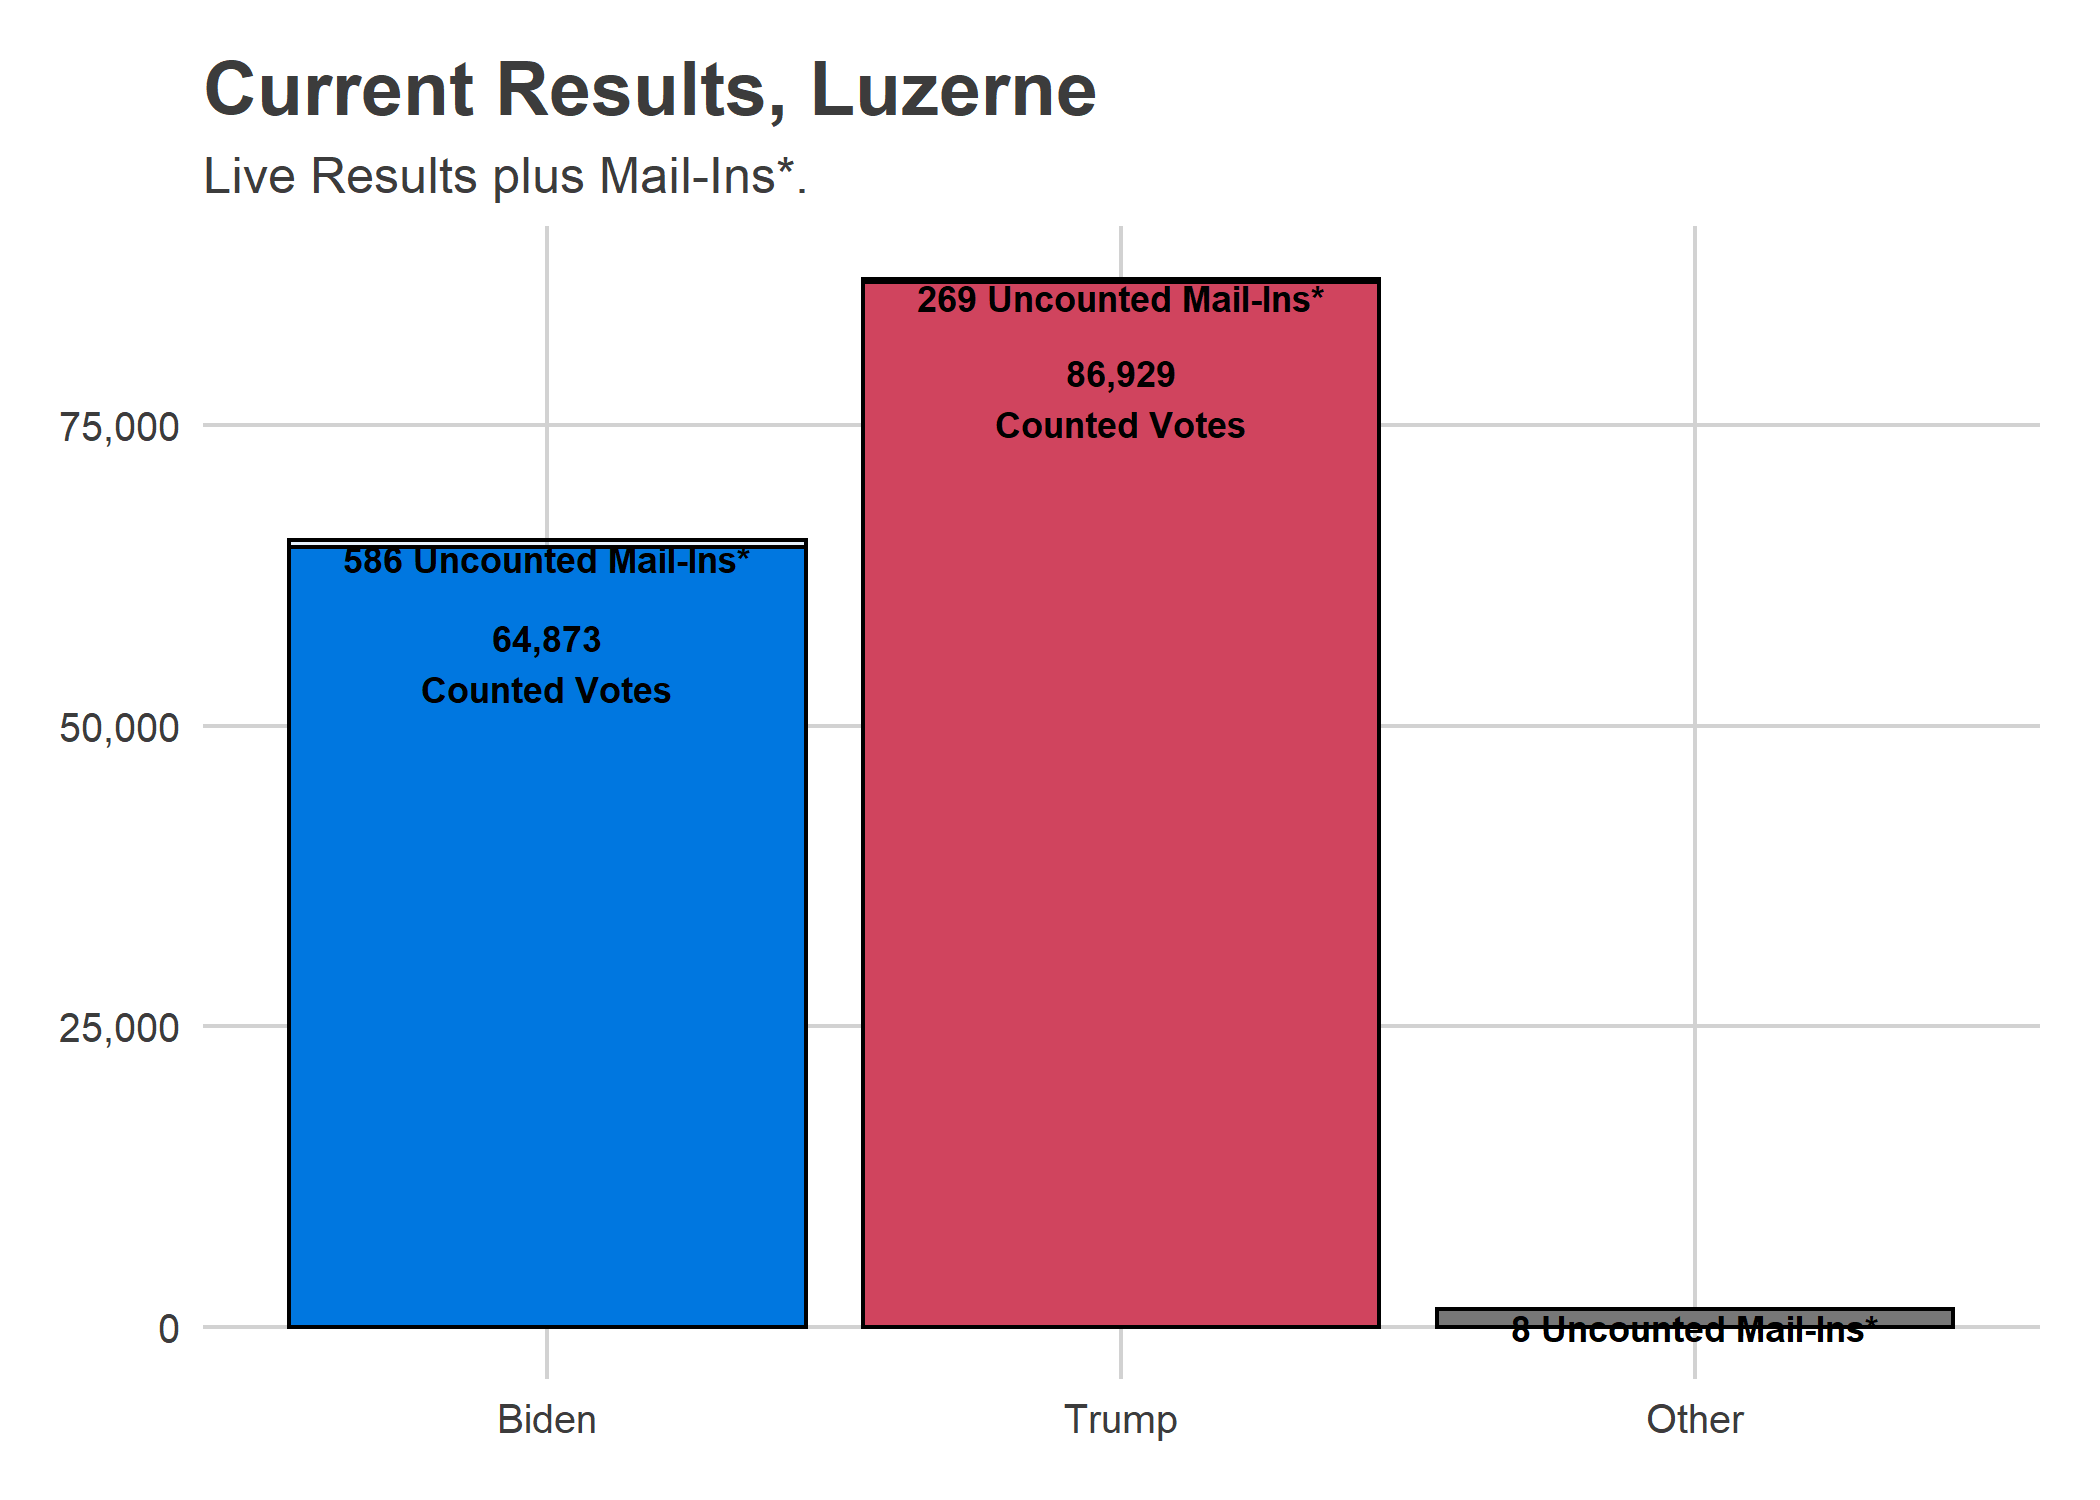 Current Results, Luzerne
Live Results plus Mail-Ins*.
269 Uncounted Mail-Ins*
86,929
Counted Votes
75,000
586 Uncounted Mail-Ins*
64,873
Counted Votes
50,000
25,000
0
8 Uncounted Mail-Ins*
Biden
Trump
Other